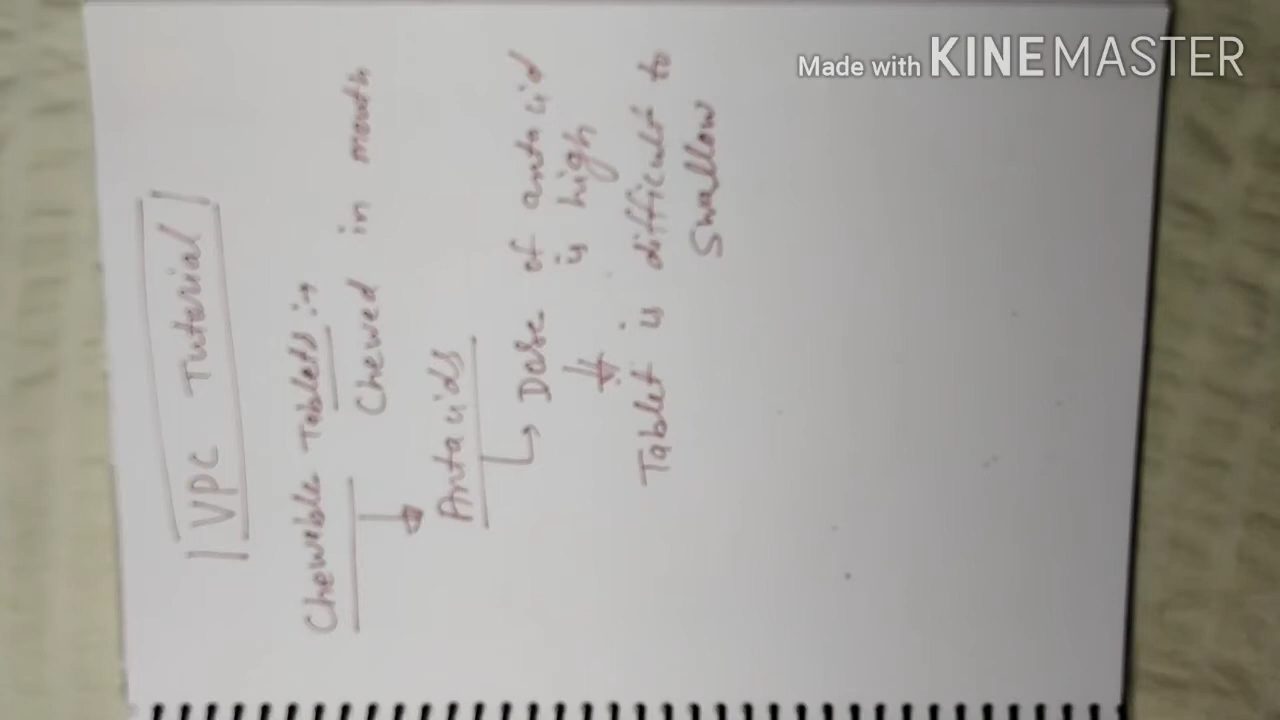 Made with KINEMASTER
VPC Tutorial
Cheweble Tablets :→
Chewed in mouth
Antacids
Dose of antacid
is high
Tablet is difficult to
Swallow